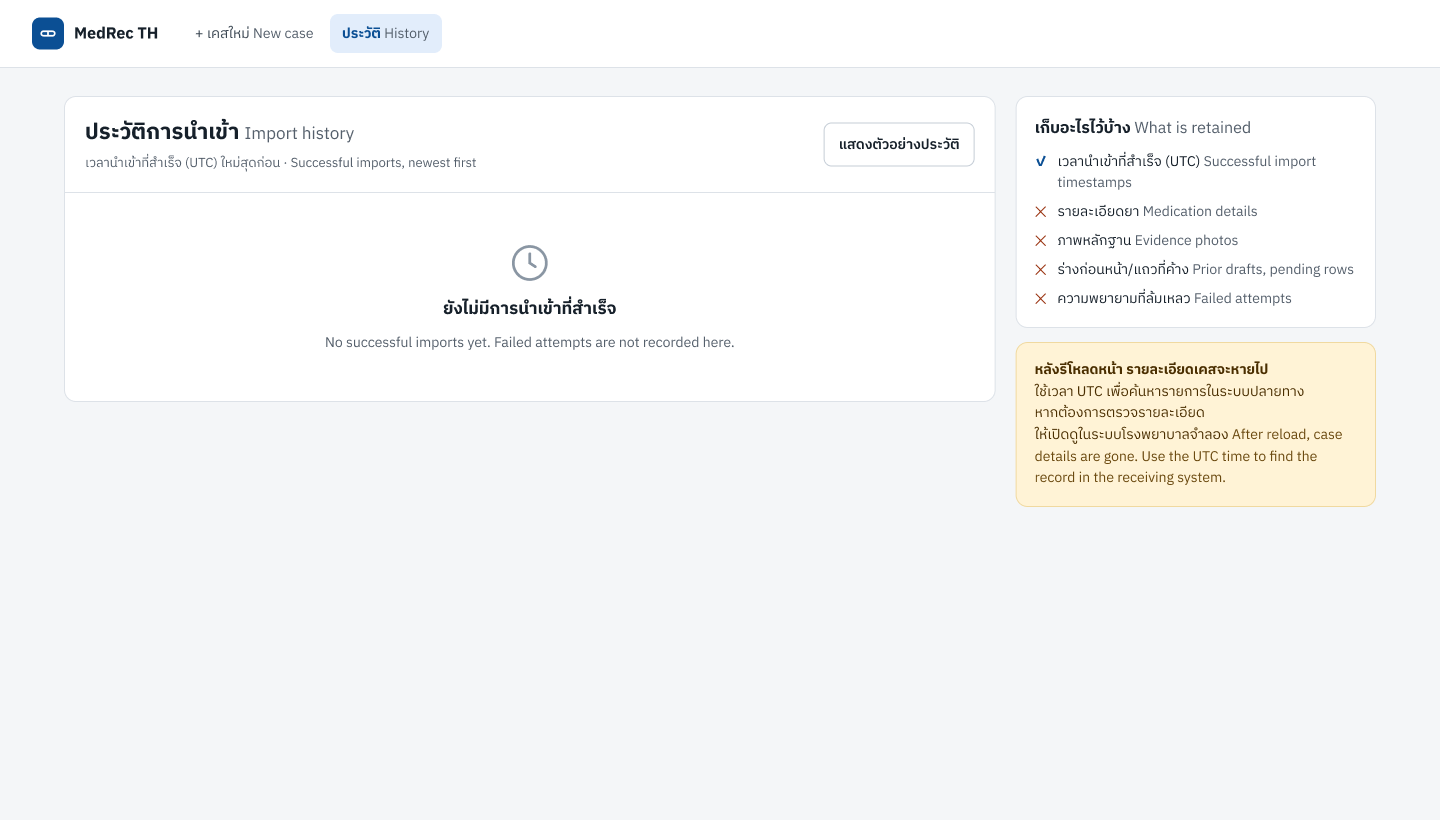 MedRec TH
+ เคสใหม่ New case
ประวัติ History
ประวัติการนำเข้า Import history
เวลานำเข้าที่สำเร็จ (UTC) ใหม่สุดก่อน · Successful imports, newest first
แสดงตัวอย่างประวัติ
ยังไม่มีการนำเข้าที่สำเร็จ
No successful imports yet. Failed attempts are not recorded here.
เก็บอะไรไว้บ้าง What is retained
เวลานำเข้าที่สำเร็จ (UTC) Successful import
timestamps
รายละเอียดยา Medication details
ภาพหลักฐาน Evidence photos
ร่างก่อนหน้า/แถวที่ค้าง Prior drafts, pending rows
ความพยายามที่ล้มเหลว Failed attempts
หลังรีโหลดหน้า รายละเอียดเคสจะหายไป
ใช้เวลา UTC เพื่อค้นหารายการในระบบปลายทาง
หากต้องการตรวจรายละเอียด
ให้เปิดดูในระบบโรงพยาบาลจำลอง After reload, case
details are gone. Use the UTC time to find the
record in the receiving system.